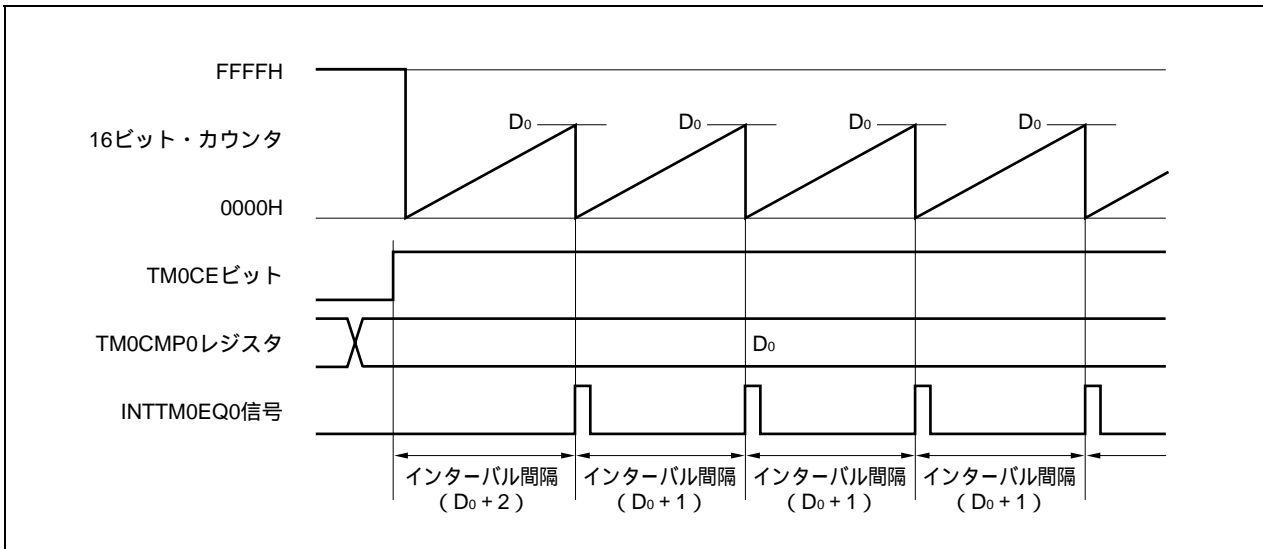 FFFFH
D0 D0 D0 D0
16ビット・カウンタ
0000H
TM0CEビット
TM0CMP0レジスタ D0
INTTM0EQ0信号
インターバル間隔 インターバル間隔 インターバル間隔 インターバル間隔
（D0 + 2） （D0 + 1） （D0 + 1） （D0 + 1）